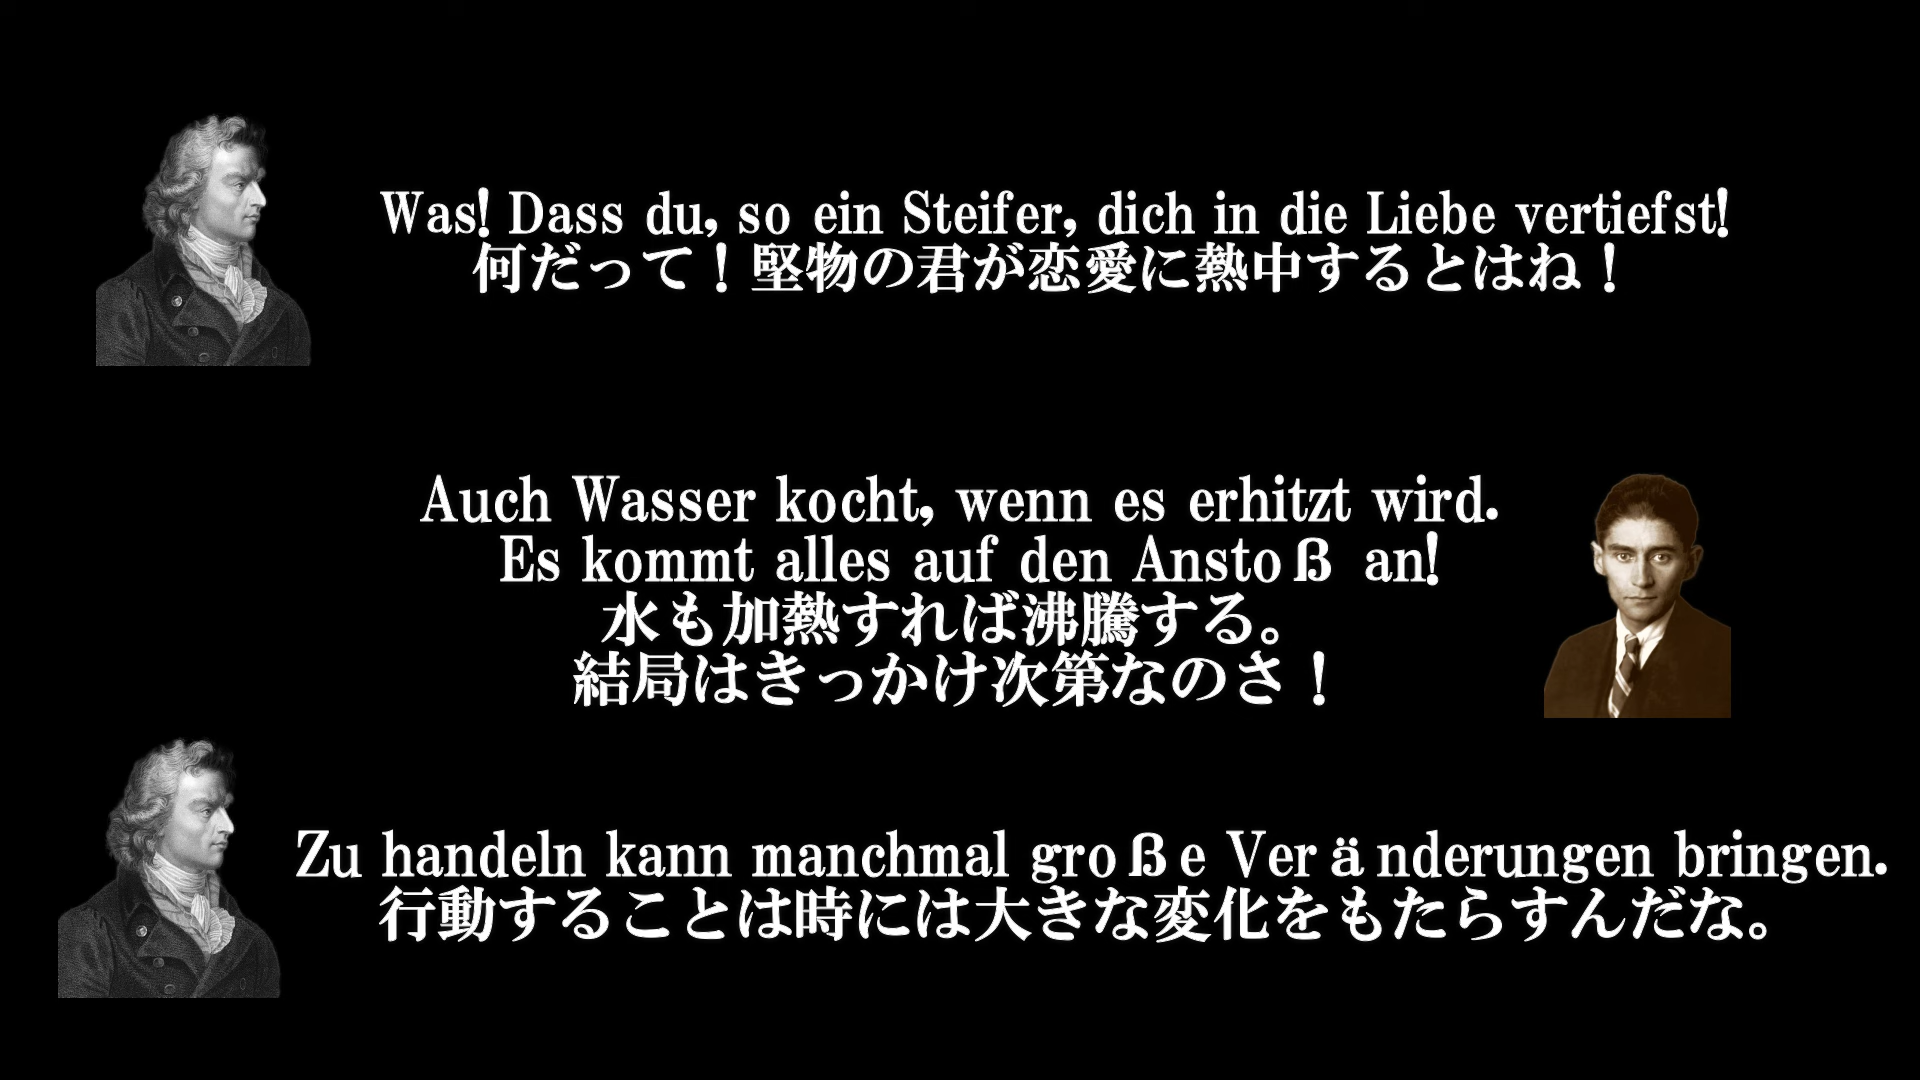 Was! Dass du, so ein Steifer, dich in die Liebe vertiefst!
何だって！堅物の君が恋愛に熱中するとはね！
Auch Wasser kocht, wenn es erhitzt wird.
Es kommt alles auf den Anstoß an!
水も加熱すれば沸騰する。
結局はきっかけ次第なのさ！
Zu handeln kann manchmal große Veränderungen bringen.
行動することは時には大きな変化をもたらすんだな。